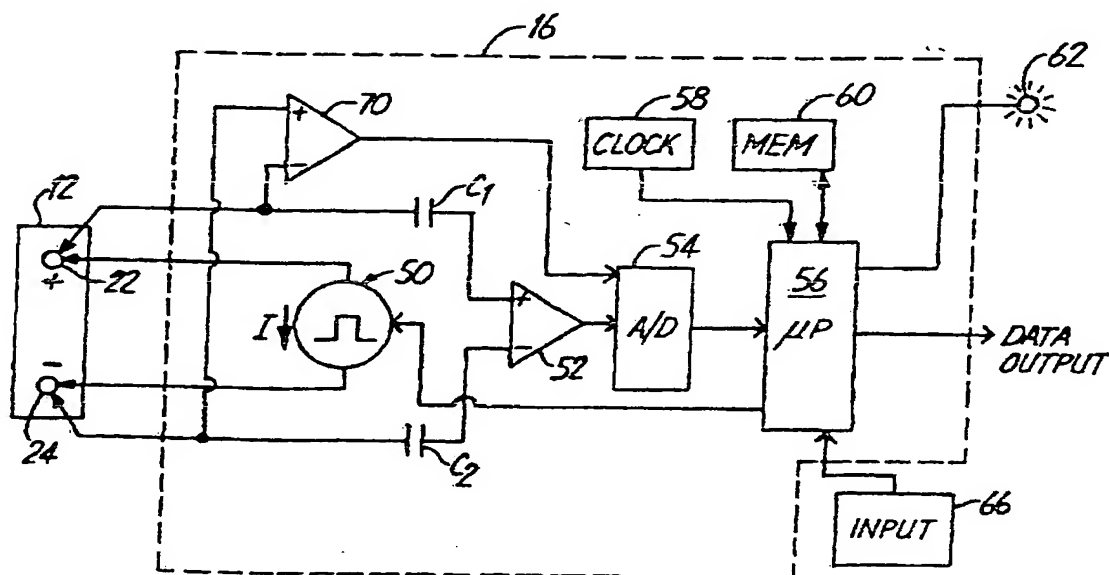 16
62
70
58
CLOCK
60
MEM
+
−
12
C1
+
22
50
I
54
A/D
56
μP
+
−
52
DATA
OUTPUT
−
24
C2
66
INPUT